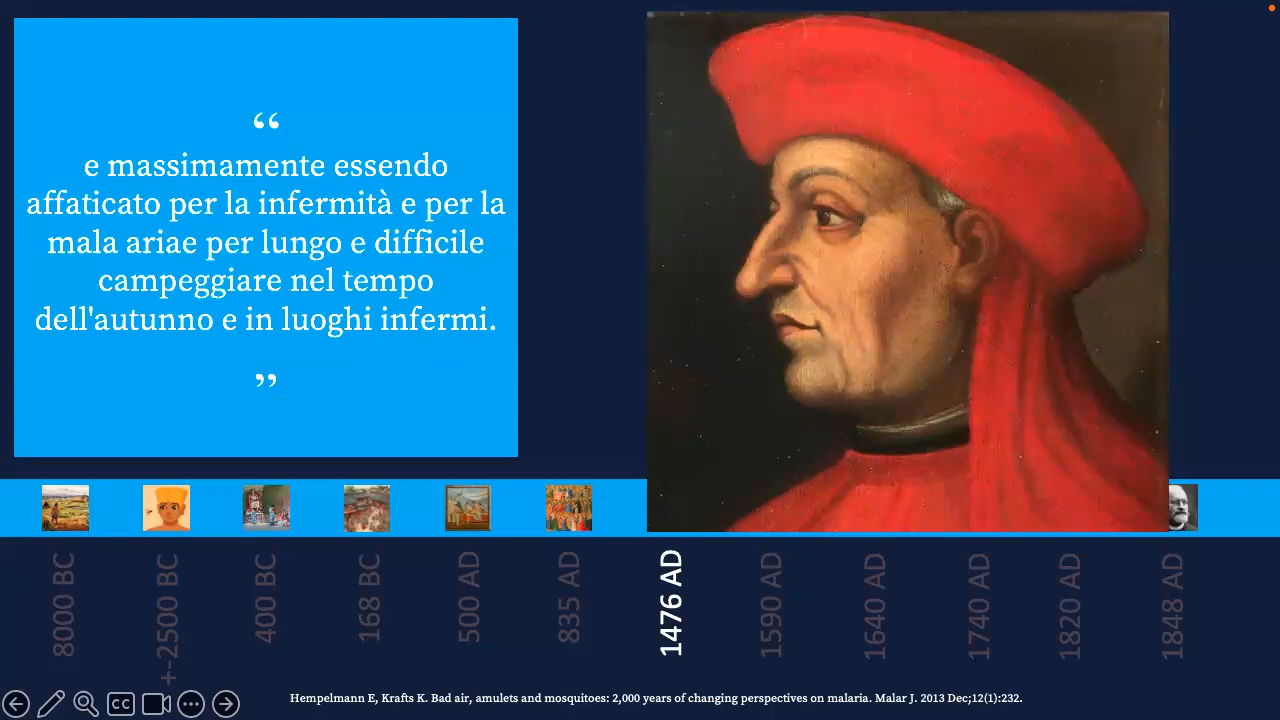 “
e massimamente essendo
affaticato per la infermità e per la
mala ariae per lungo e difficile
campeggiare nel tempo
dell'autunno e in luoghi infermi.
”
8000 BC
+-2500 BC
400 BC
168 BC
500 AD
835 AD
1476 AD
1590 AD
1640 AD
1740 AD
1820 AD
1848 AD
CC
Hempelmann E, Krafts K. Bad air, amulets and mosquitoes: 2,000 years of changing perspectives on malaria. Malar J. 2013 Dec;12(1):232.